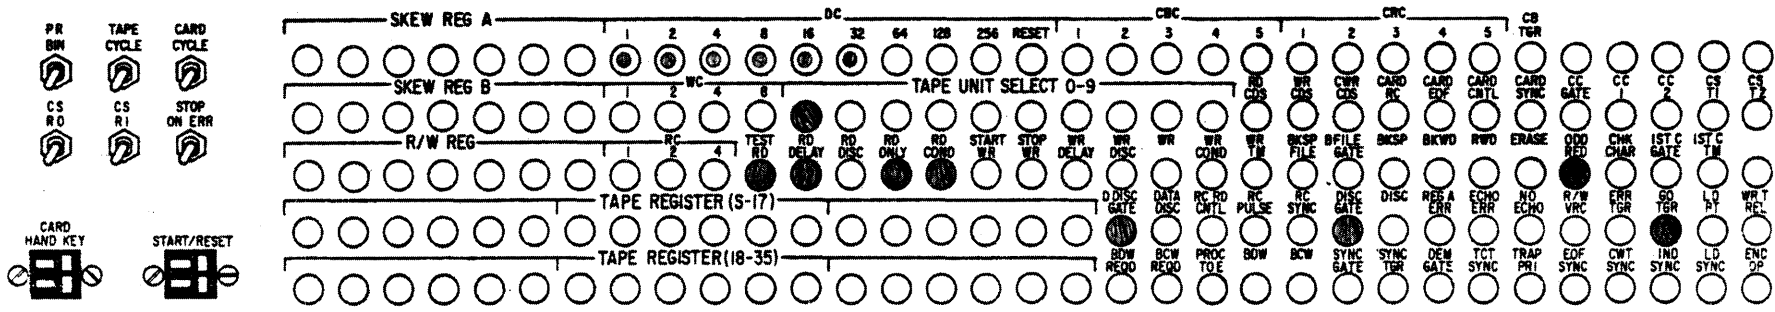 PR BIN
TAPE CYCLE
CARD CYCLE
CS RO
CS RI
STOP ON ERR
CARD HAND KEY
START/RESET
SKEW REG A
DC
CBC
CRC
CB TGR
1 2 4 8 16 32 64 128 256 RESET 1 2 3 4 5 1 2 3 4 5
SKEW REG B
WC
TAPE UNIT SELECT 0-9
1 2 4 8
RD CDS
WR CDS
CWR CDS
CARD RC
CARD EOF
CARD CNTL
CARD SYNC
CC GATE
CC 1
CC 2
CS T1
CS T2
R/W REG
RC
1 2 4
TEST RD
RD DELAY
RD DISC
RD ONLY
RD COND
START WR
STOP WR
WR DELAY
WR DISC
WR
WR COND
WR TM
BKSP FILE
BFILE GATE
BKSP
BKWD
RWD
ERASE
ODD RED
CHK CHAR
1ST C GATE
1ST C TM
TAPE REGISTER (S-17)
D DISC GATE
DATA DISC
RC RD CNTL
RC PULSE
RC SYNC
DISC GATE
DISC
REG A ERR
ECHO ERR
NO ECHO
R/W VRC
ERR TGR
GO TGR
LD PT
WR T REL
TAPE REGISTER (18-35)
BDW REQD
BCW REQD
PROC TO E
BDW
BCW
SYNC GATE
SYNC TGR
DEM GATE
TCT SYNC
TRAP PRI
EOF SYNC
CWT SYNC
IND SYNC
LD SYNC
END OP